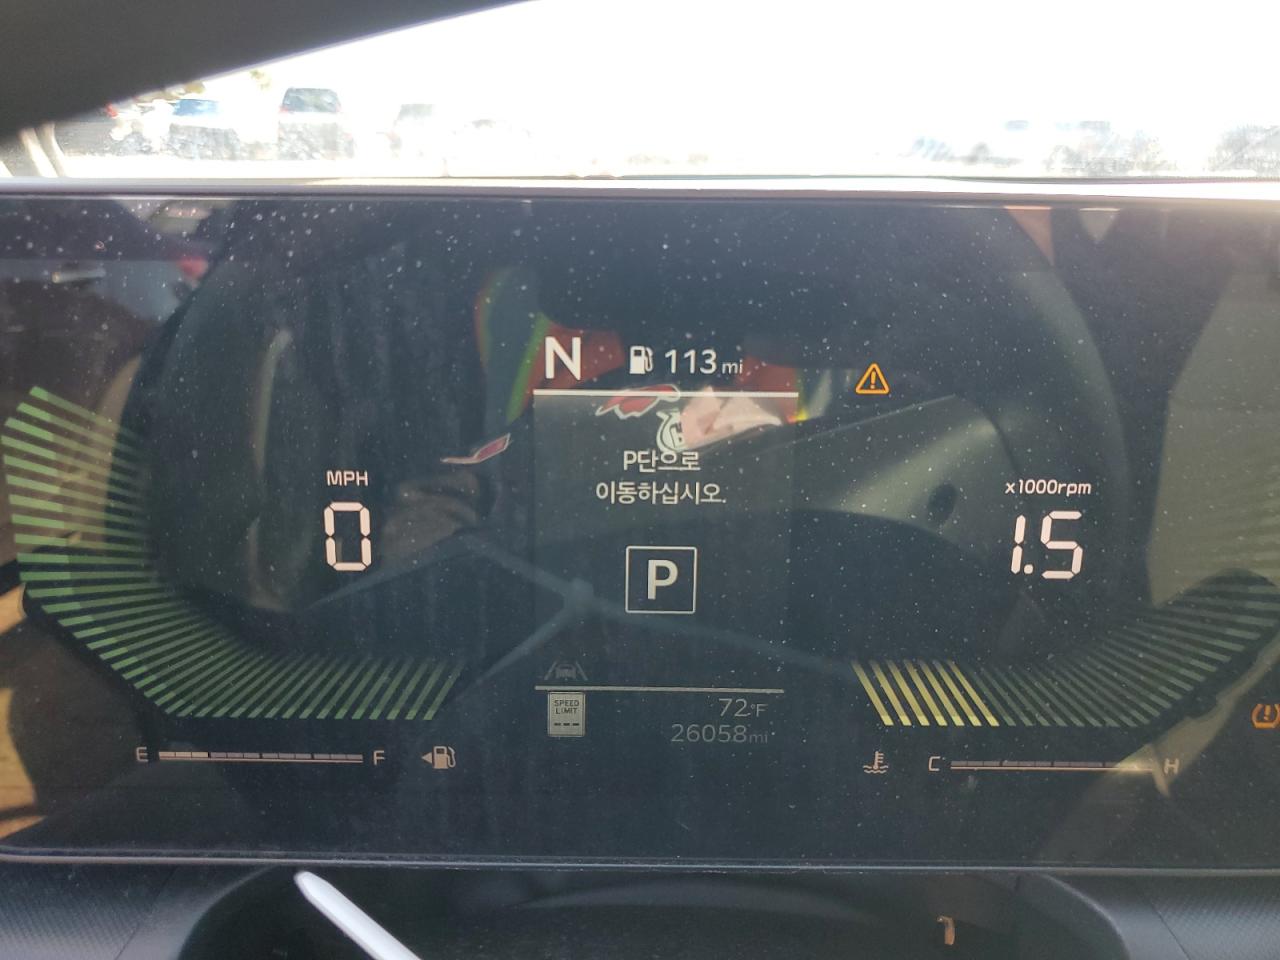 N 113 mi
P단으로
이동하십시오.
MPH
0
x1000rpm
1.5
P
SPEED
LIMIT
---
72°F
26058mi
E F
C H